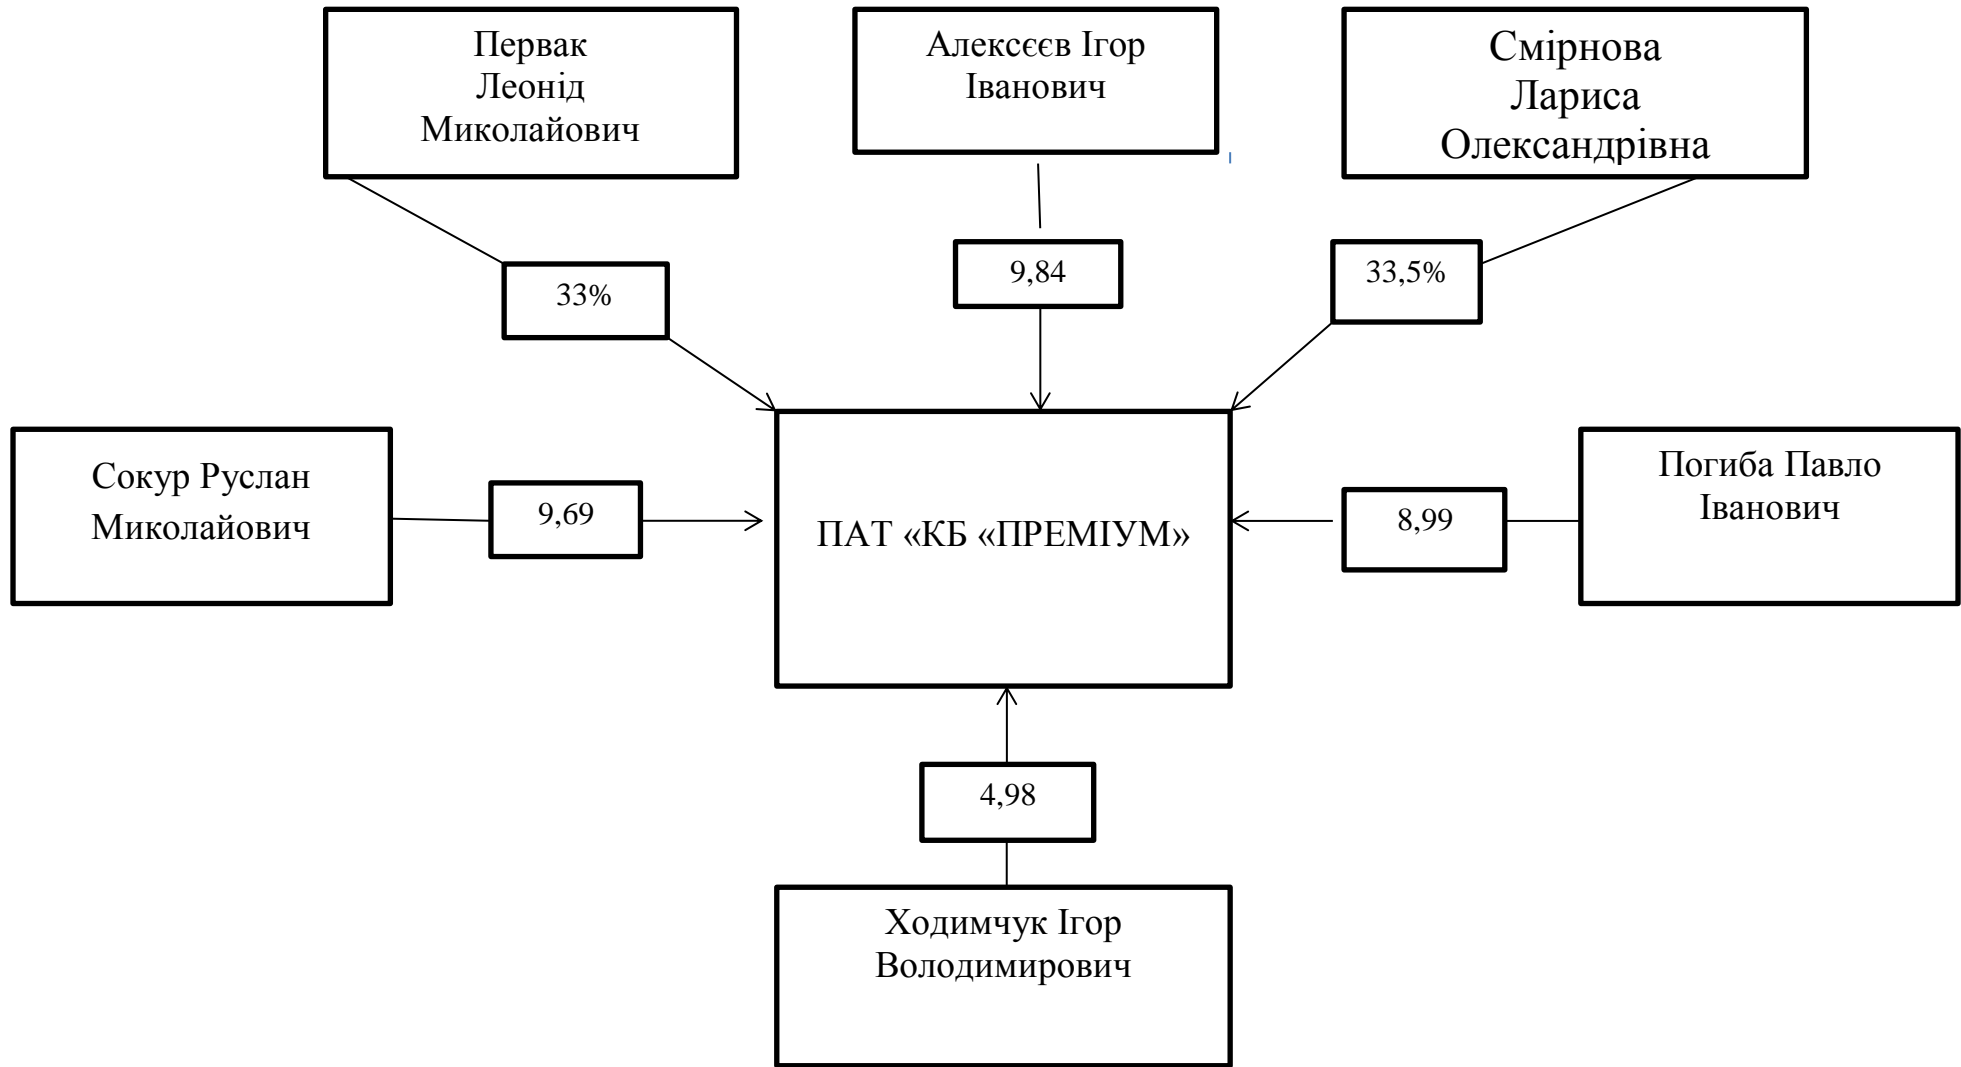 Первак
Леонід
Миколайович
Алексєєв Ігор
Іванович
Смірнова
Лариса
Олександрівна
33%
9,84
33,5%
Сокур Руслан
Миколайович
9,69
ПАТ «КБ «ПРЕМІУМ»
8,99
Погиба Павло
Іванович
4,98
Ходимчук Ігор
Володимирович